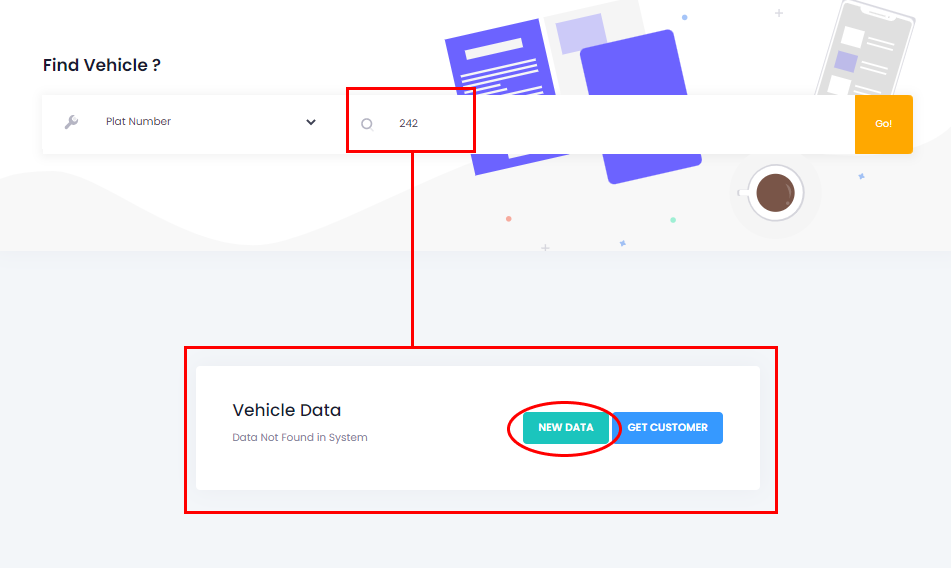 Find Vehicle ?
Plat Number
242
Go!
Vehicle Data
Data Not Found in System
NEW DATA
GET CUSTOMER